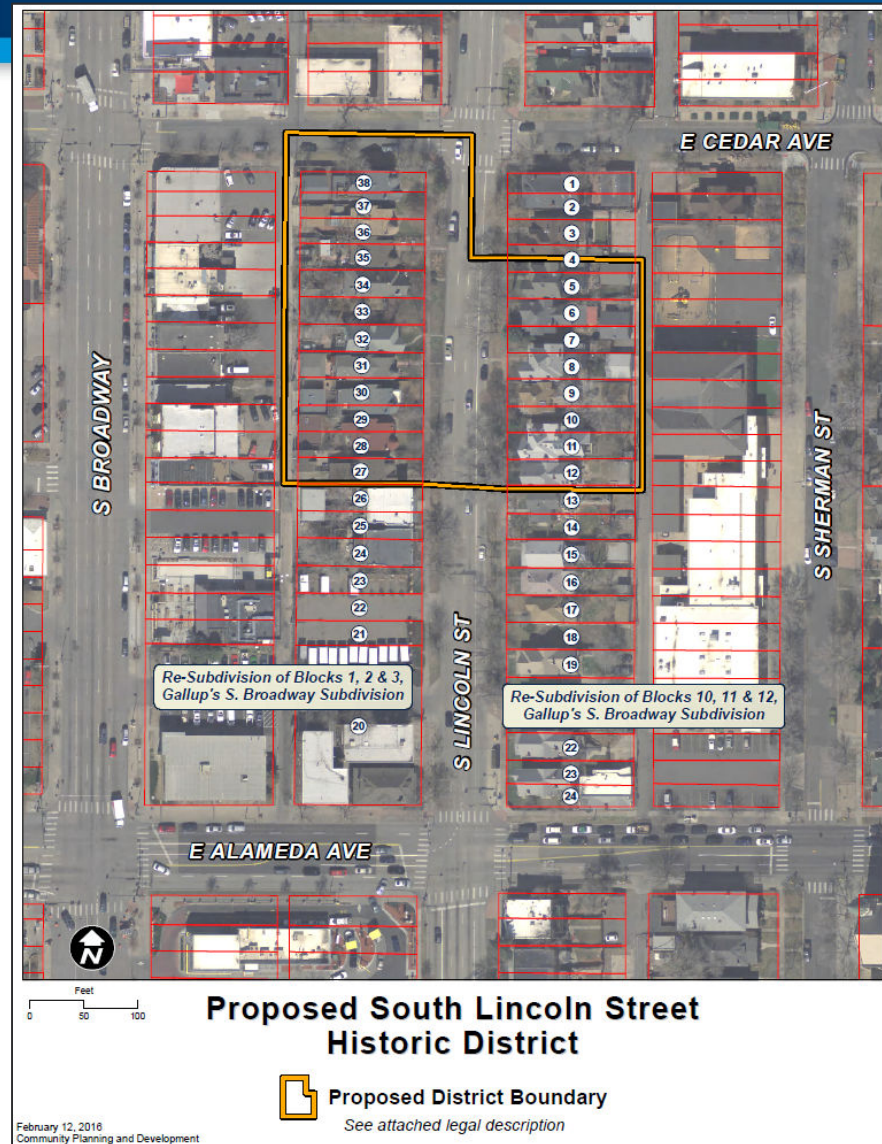 E CEDAR AVE
38
37
36
35
34
33
32
31
30
29
28
27
26
25
24
23
22
21
20
1
2
3
4
5
6
7
8
9
10
11
12
13
14
15
16
17
18
19
22
23
24
S BROADWAY
S LINCOLN ST
S SHERMAN ST
Re-Subdivision of Blocks 1, 2 & 3,
Gallup's S. Broadway Subdivision
Re-Subdivision of Blocks 10, 11 & 12,
Gallup's S. Broadway Subdivision
E ALAMEDA AVE
N
Feet
0 50 100
Proposed South Lincoln Street
Historic District
Proposed District Boundary
See attached legal description
February 12, 2016
Community Planning and Development